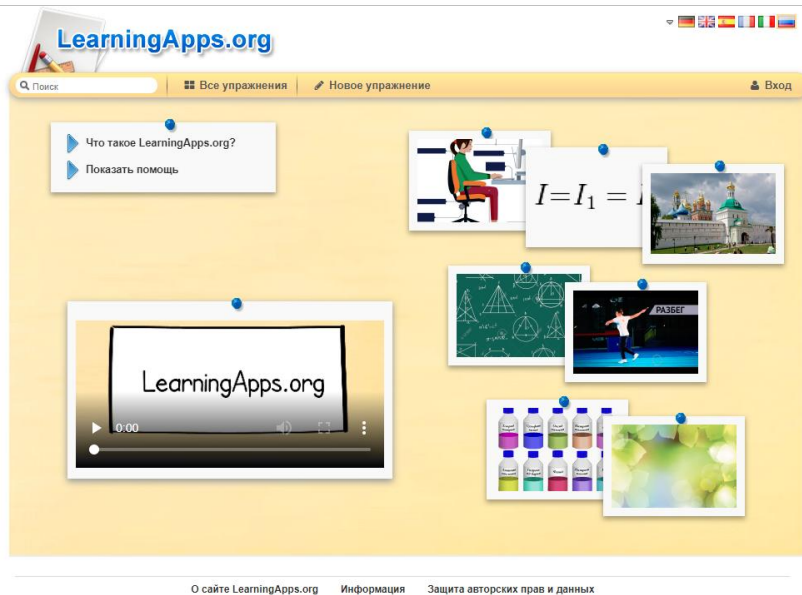 LearningApps.org
Поиск
Все упражнения
Новое упражнение
Вход
Что такое LearningApps.org?
Показать помощь
I=I₁ =
РАЗБЕГ
LearningApps.org
0:00
О сайте LearningApps.org Информация Защита авторских прав и данных